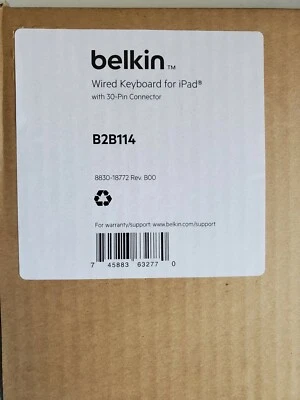 belkin™
Wired Keyboard for iPad®
with 30-Pin Connector
B2B114
8830-18772 Rev. B00
For warranty/support www.belkin.com/support
7 45883 63277 0